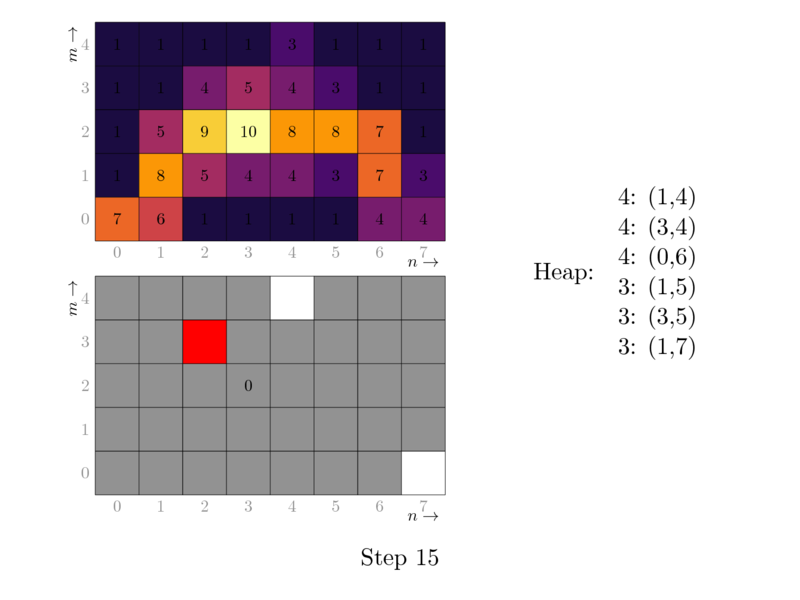 m →
4 1 1 1 1 3 1 1 1
3 1 1 4 5 4 3 1 1
2 1 5 9 10 8 8 7 1
1 1 8 5 4 4 3 7 3
0 7 6 1 1 1 1 4 4
0 1 2 3 4 5 6 7
n →
m →
4
3
2 0
1
0
0 1 2 3 4 5 6 7
n →
Heap:
4: (1,4)
4: (3,4)
4: (0,6)
3: (1,5)
3: (3,5)
3: (1,7)
Step 15